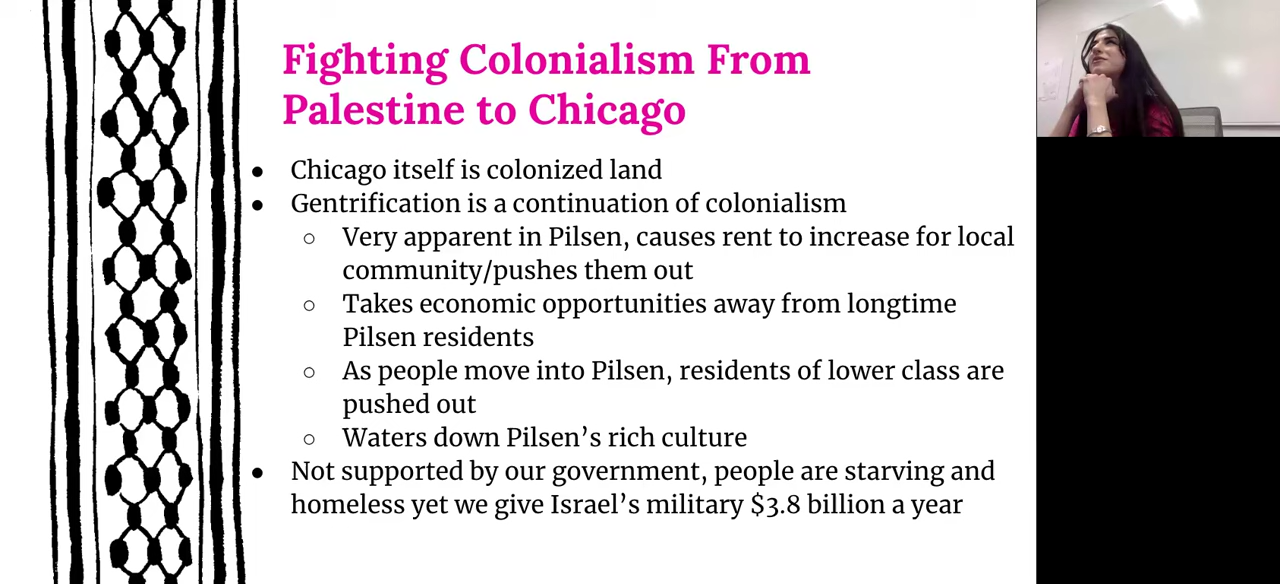 Fighting Colonialism From
Palestine to Chicago
● Chicago itself is colonized land
● Gentrification is a continuation of colonialism
○ Very apparent in Pilsen, causes rent to increase for local
community/pushes them out
○ Takes economic opportunities away from longtime
Pilsen residents
○ As people move into Pilsen, residents of lower class are
pushed out
○ Waters down Pilsen’s rich culture
● Not supported by our government, people are starving and
homeless yet we give Israel’s military $3.8 billion a year